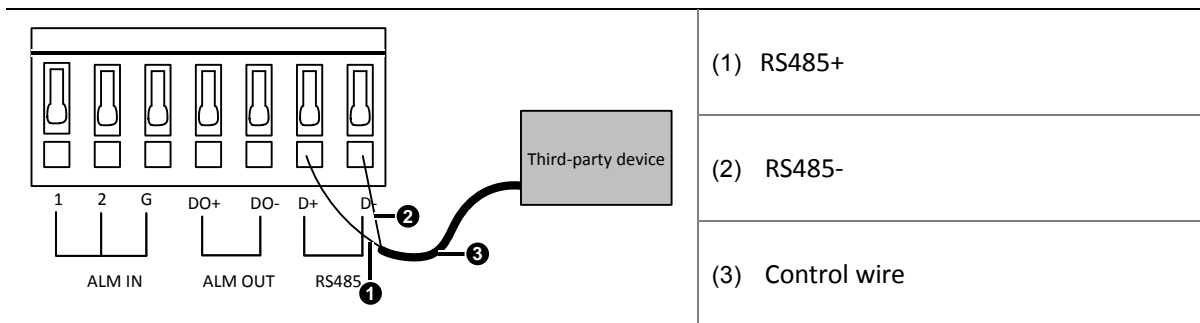 1 2 G DO+ DO- D+ D-
ALM IN ALM OUT RS485
Third-party device
2
3
1
(1) RS485+
(2) RS485-
(3) Control wire